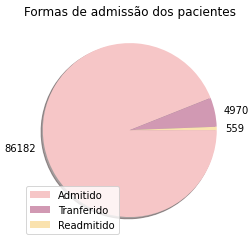 Formas de admissão dos pacientes
4970
559
86182
Admitido
Tranferido
Readmitido